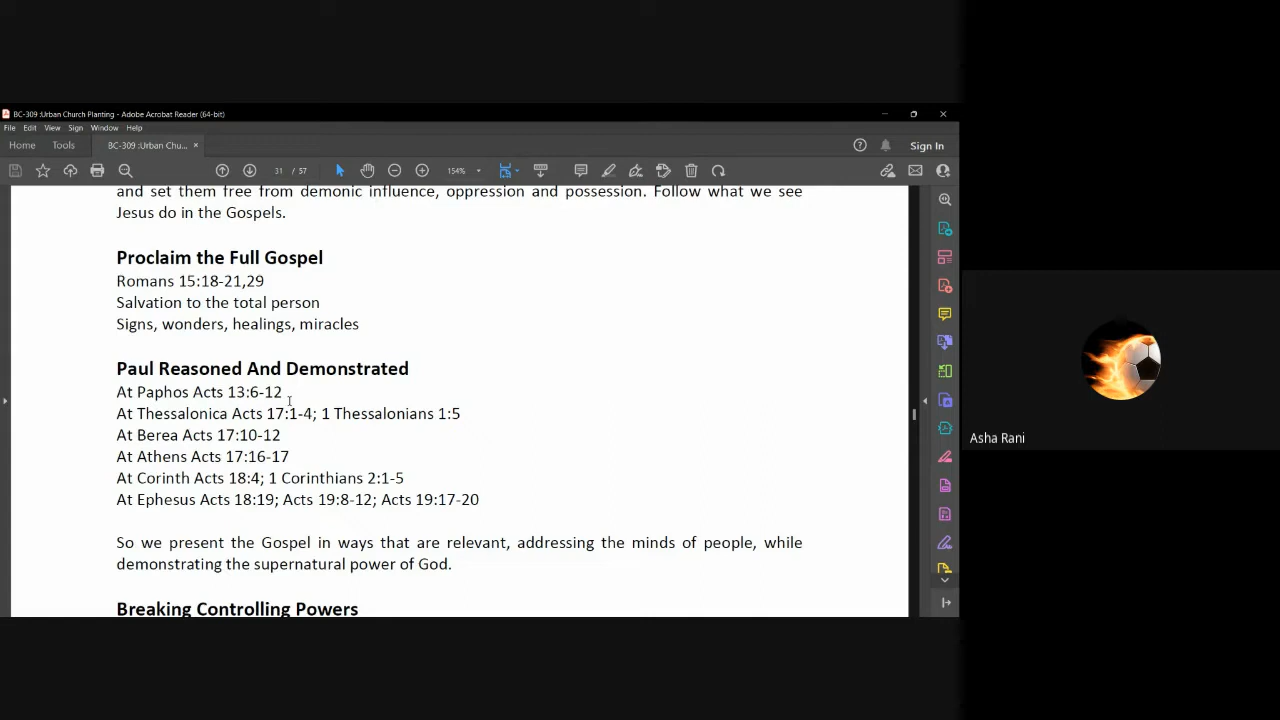 BC-309 :Urban Church Planting - Adobe Acrobat Reader (64-bit)
File Edit View Sign Window Help
Home Tools BC-309 :Urban Chu... × Sign In
31 / 57 154%
and set them free from demonic influence, oppression and possession. Follow what we see
Jesus do in the Gospels.
Proclaim the Full Gospel
Romans 15:18-21,29
Salvation to the total person
Signs, wonders, healings, miracles
Paul Reasoned And Demonstrated
At Paphos Acts 13:6-12
At Thessalonica Acts 17:1-4; 1 Thessalonians 1:5
At Berea Acts 17:10-12
At Athens Acts 17:16-17
At Corinth Acts 18:4; 1 Corinthians 2:1-5
At Ephesus Acts 18:19; Acts 19:8-12; Acts 19:17-20
So we present the Gospel in ways that are relevant, addressing the minds of people, while
demonstrating the supernatural power of God.
Breaking Controlling Powers
Asha Rani